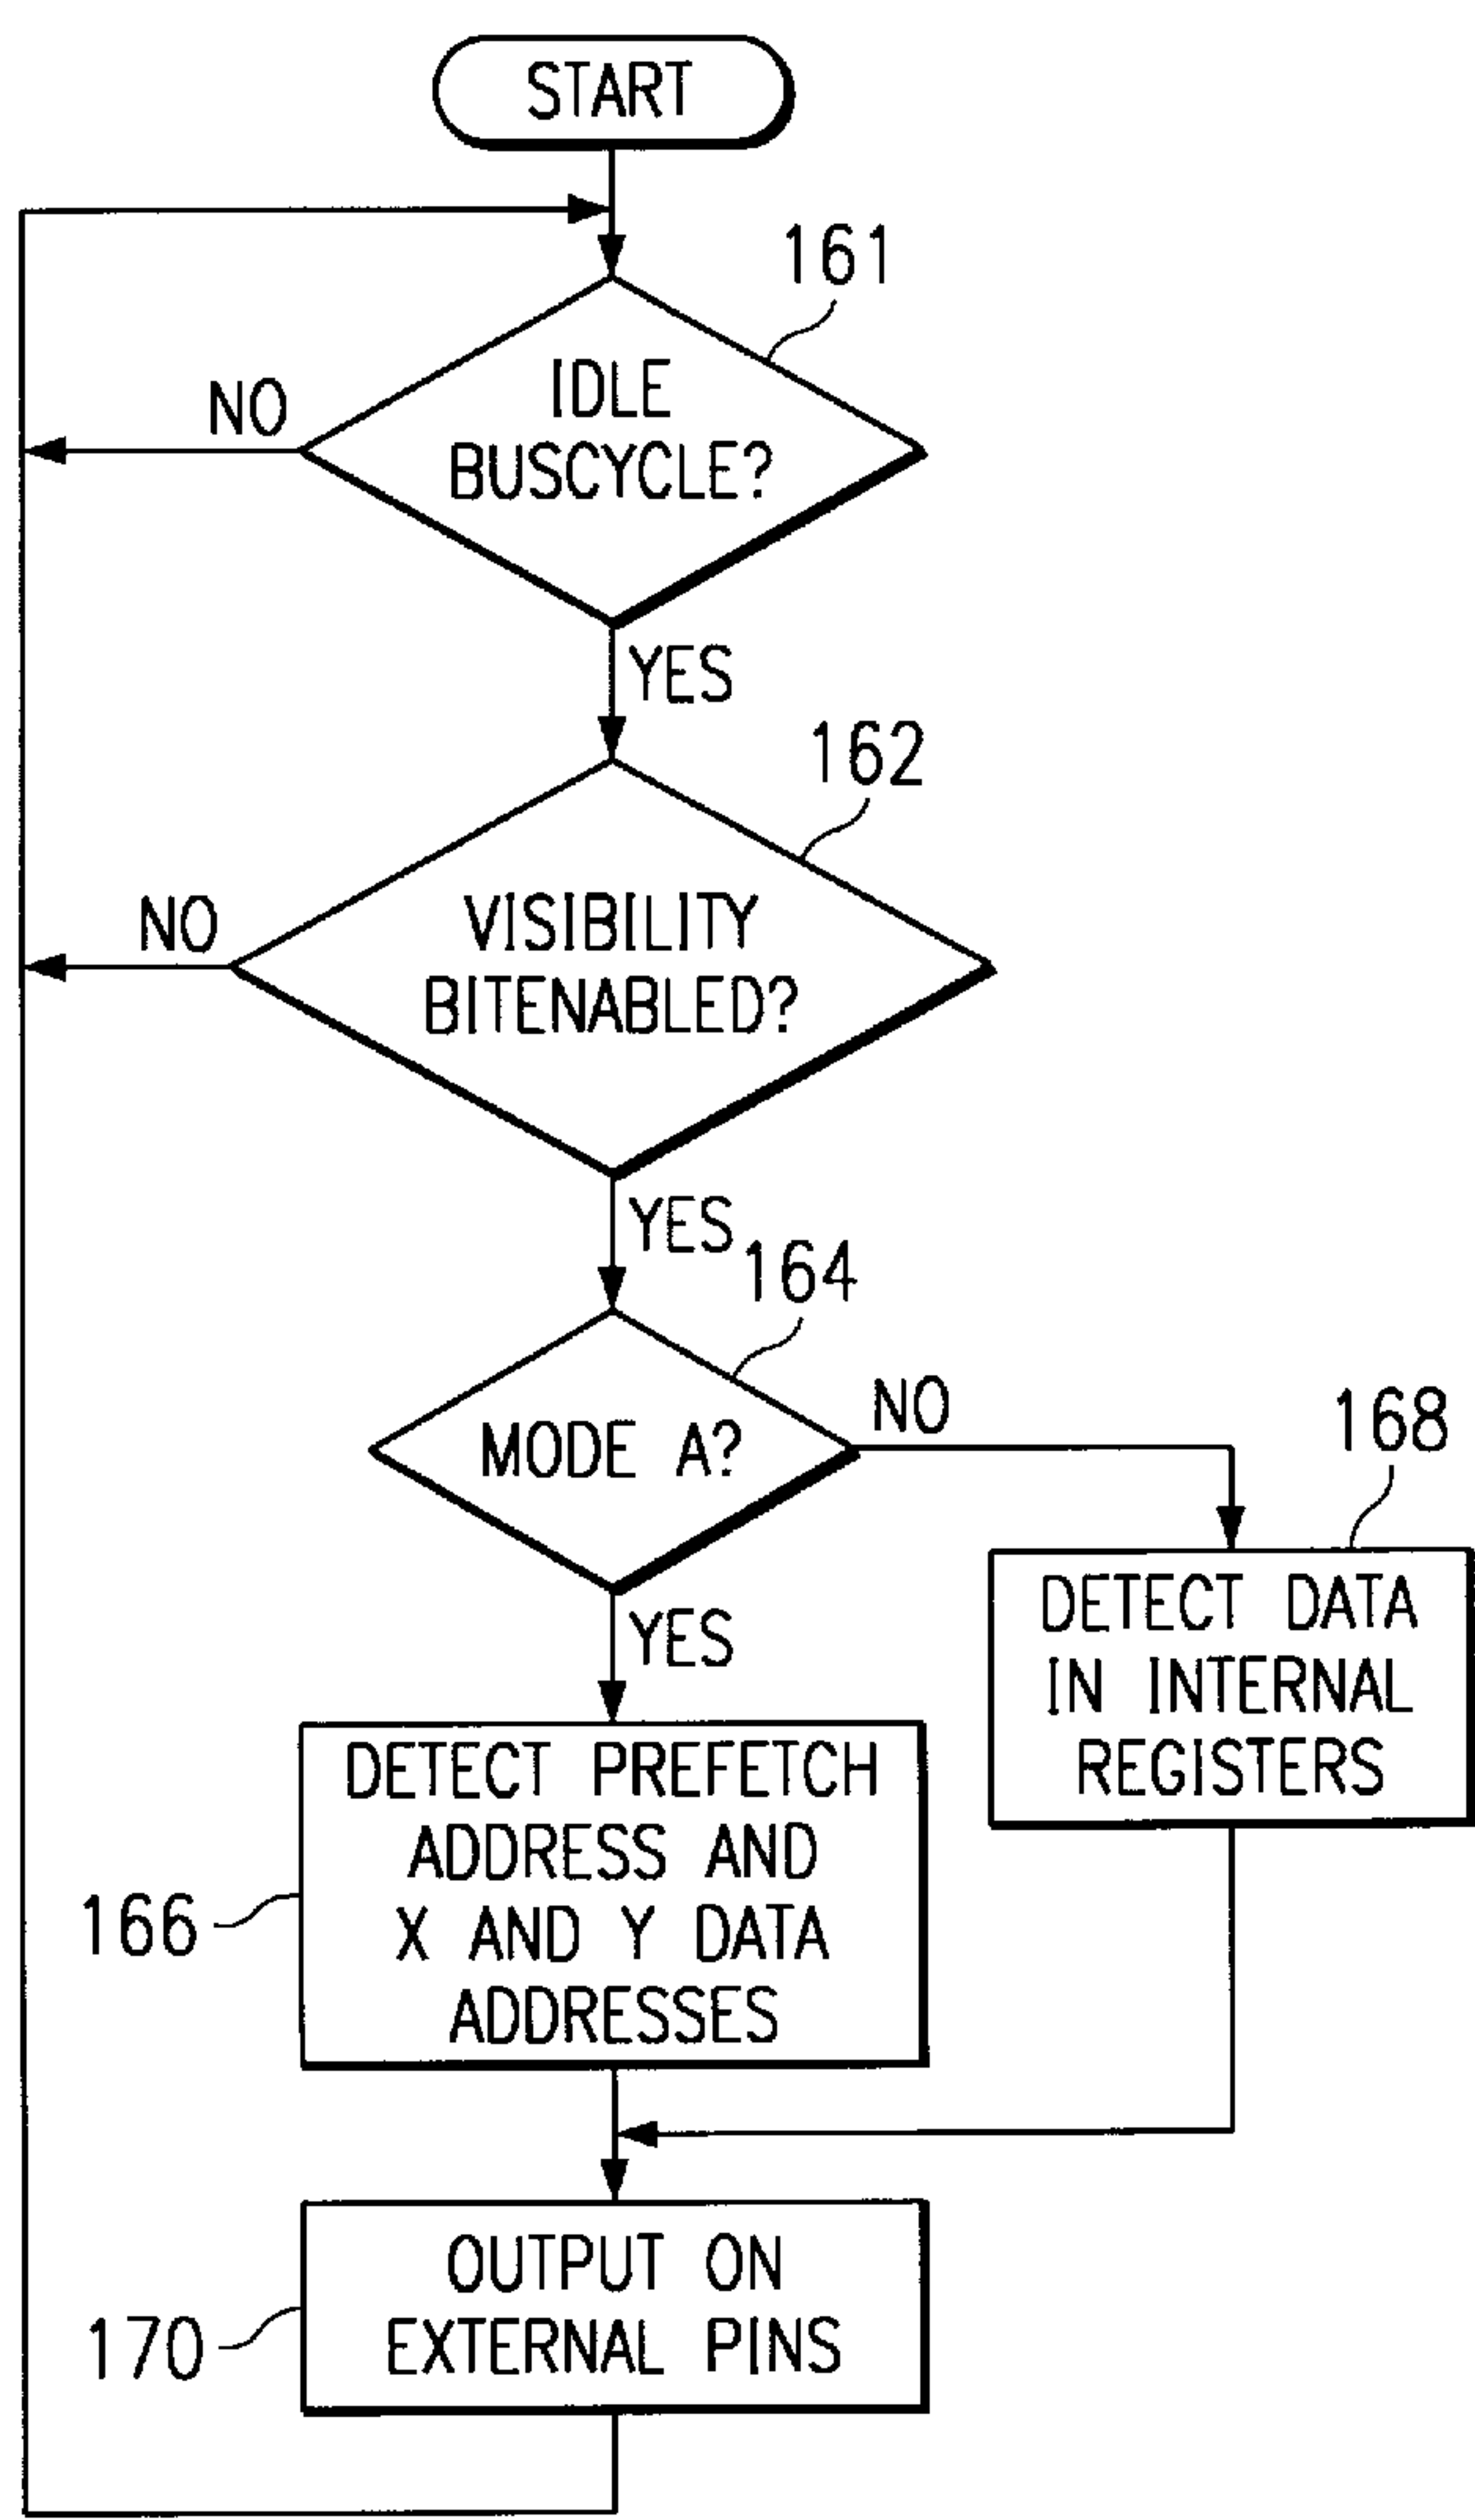 START
161
IDLE
BUSCYCLE?
NO
YES
162
VISIBILITY
BITENABLED?
NO
YES
164
MODE A?
NO
168
DETECT DATA
IN INTERNAL
REGISTERS
YES
DETECT PREFETCH
ADDRESS AND
X AND Y DATA
ADDRESSES
166
OUTPUT ON
EXTERNAL PINS
170